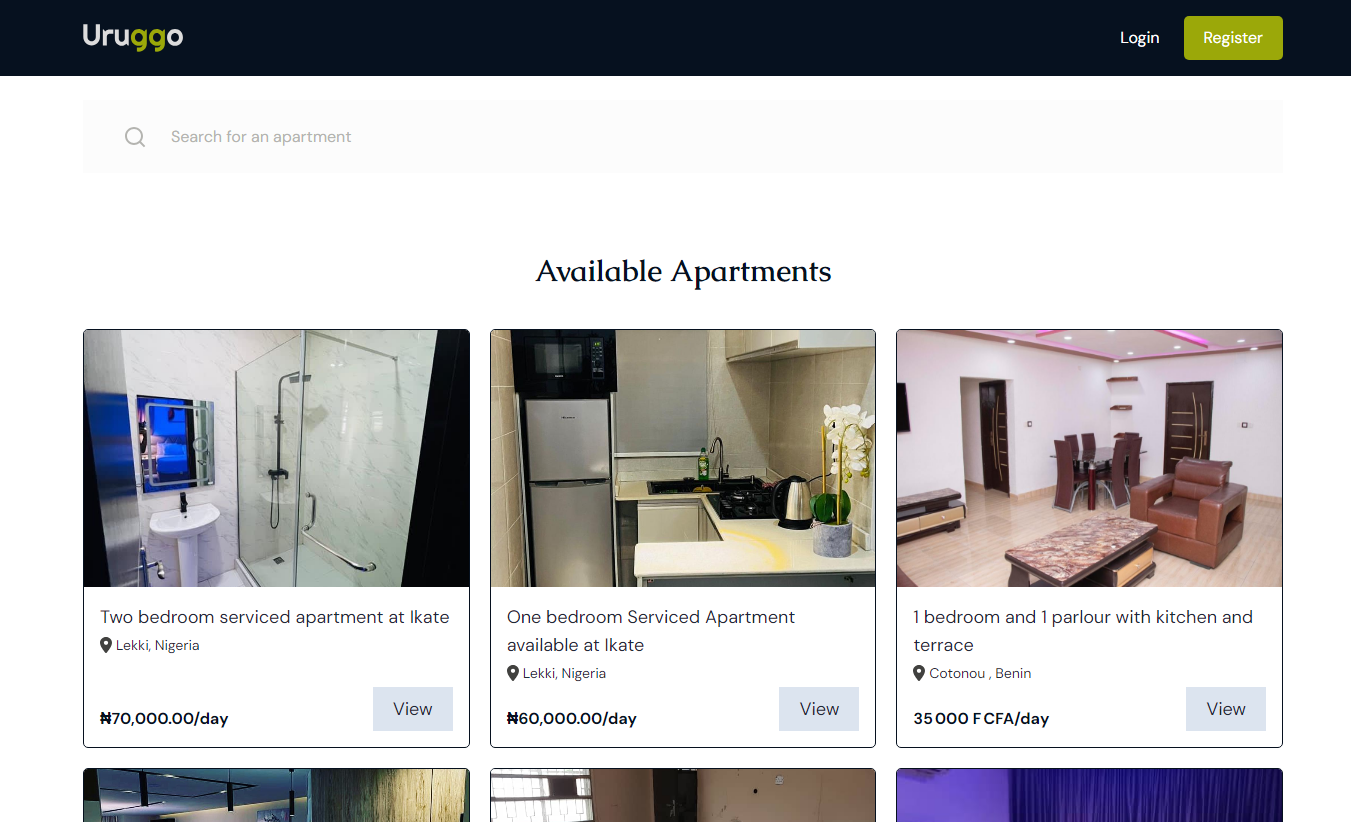 Uruggo
Login
Register
Search for an apartment
Available Apartments
Two bedroom serviced apartment at Ikate
Lekki, Nigeria
₦70,000.00/day
View
One bedroom Serviced Apartment
available at Ikate
Lekki, Nigeria
₦60,000.00/day
View
1 bedroom and 1 parlour with kitchen and
terrace
Cotonou , Benin
35 000 F CFA/day
View